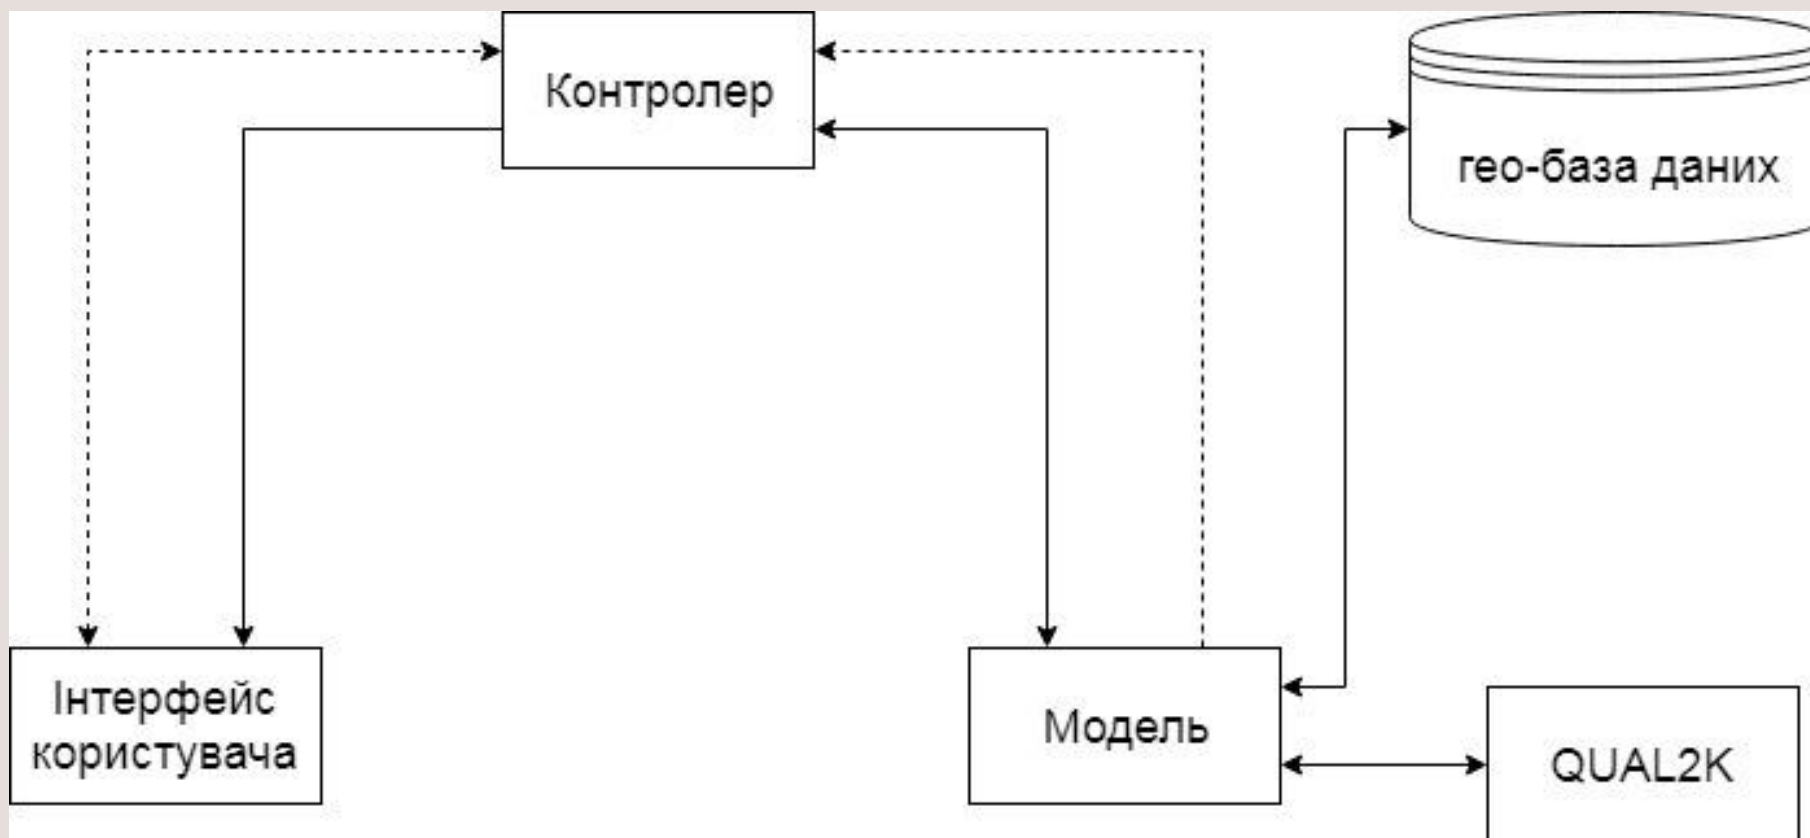 Контролер
гео-база даних
Інтерфейс
користувача
Модель
QUAL2K